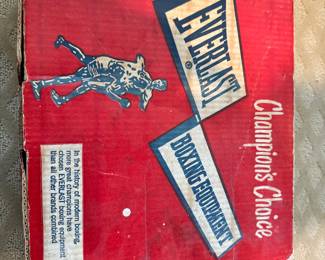 Champion's Choice
EVERLAST®
BOXING EQUIPMENT
In the history of modern boxing,
more great champions have
chosen EVERLAST boxing equipment
than all other brands combined